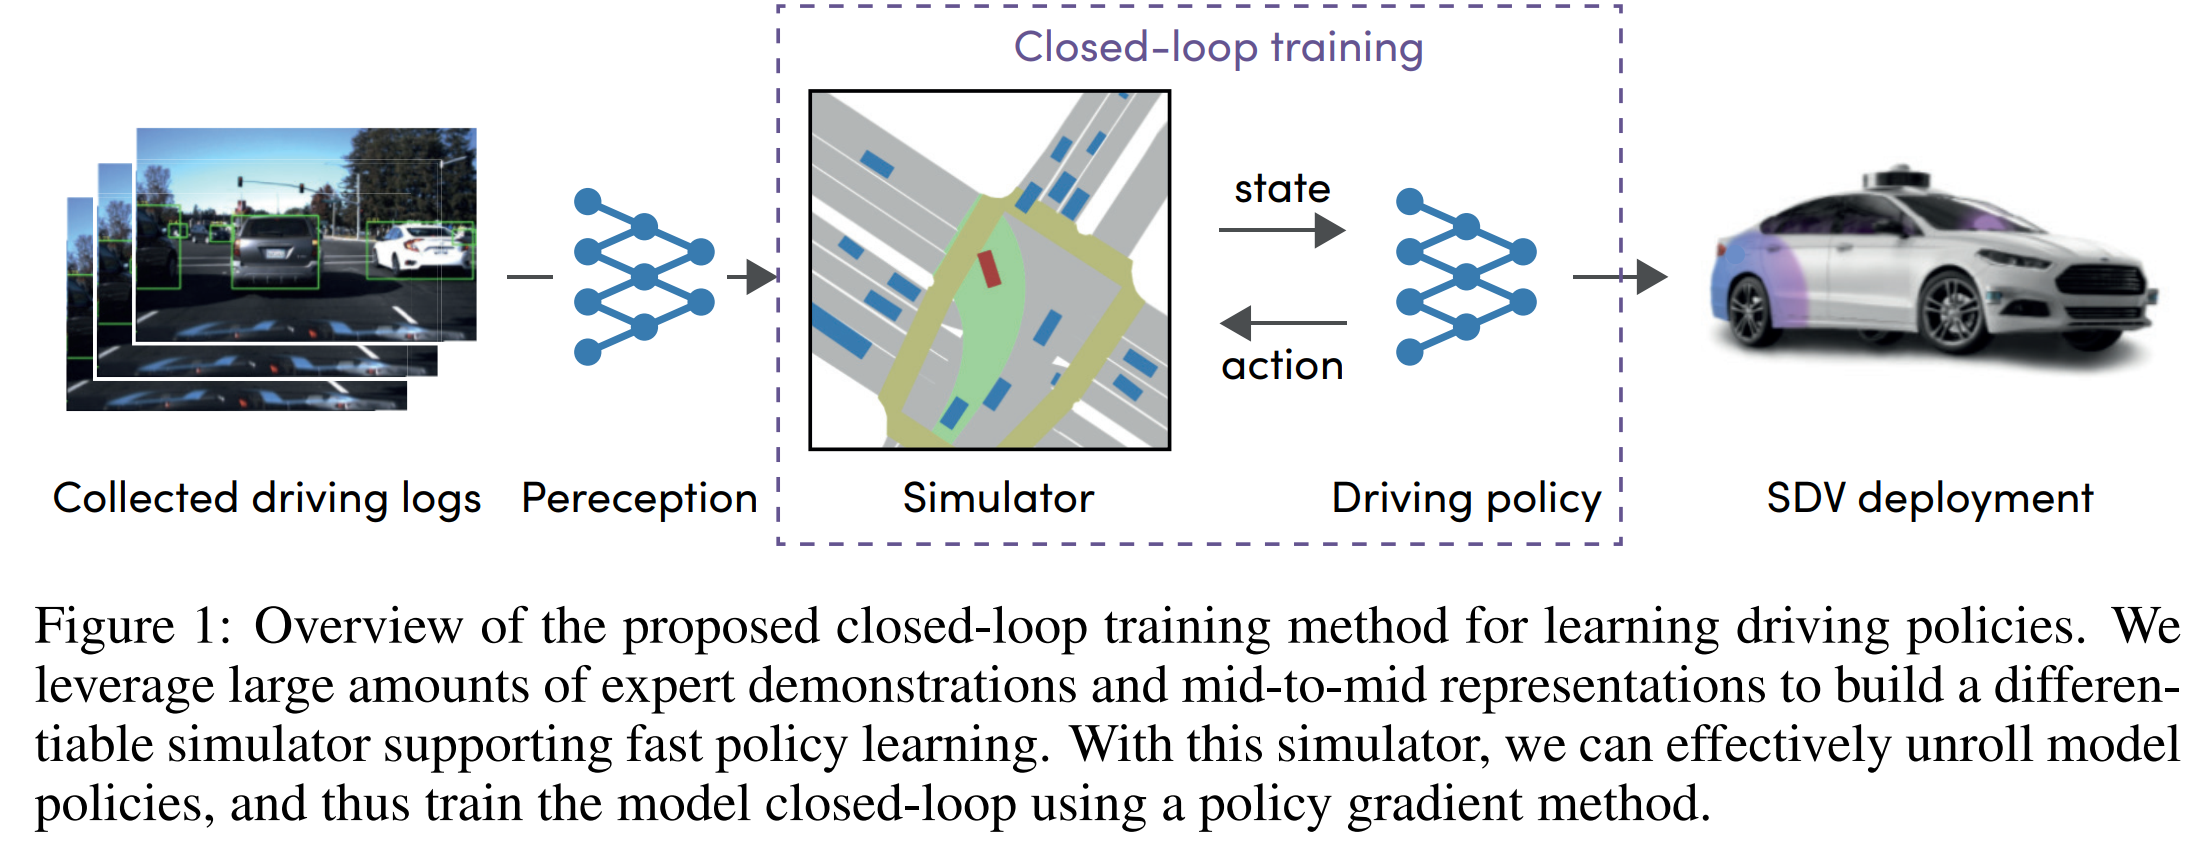 Closed-loop training
state
action
Collected driving logs
Pereception
Simulator
Driving policy
SDV deployment
Figure 1: Overview of the proposed closed-loop training method for learning driving policies. We
leverage large amounts of expert demonstrations and mid-to-mid representations to build a differen-
tiable simulator supporting fast policy learning. With this simulator, we can effectively unroll model
policies, and thus train the model closed-loop using a policy gradient method.